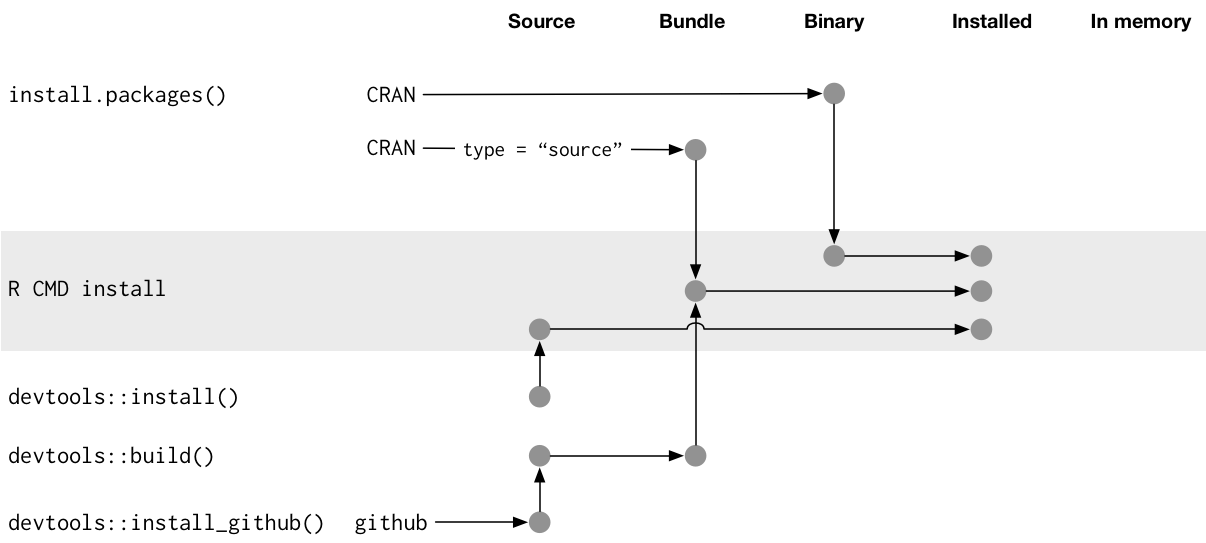 Source Bundle Binary Installed In memory
install.packages() CRAN
CRAN type = “source”
R CMD install
devtools::install()
devtools::build()
devtools::install_github() github